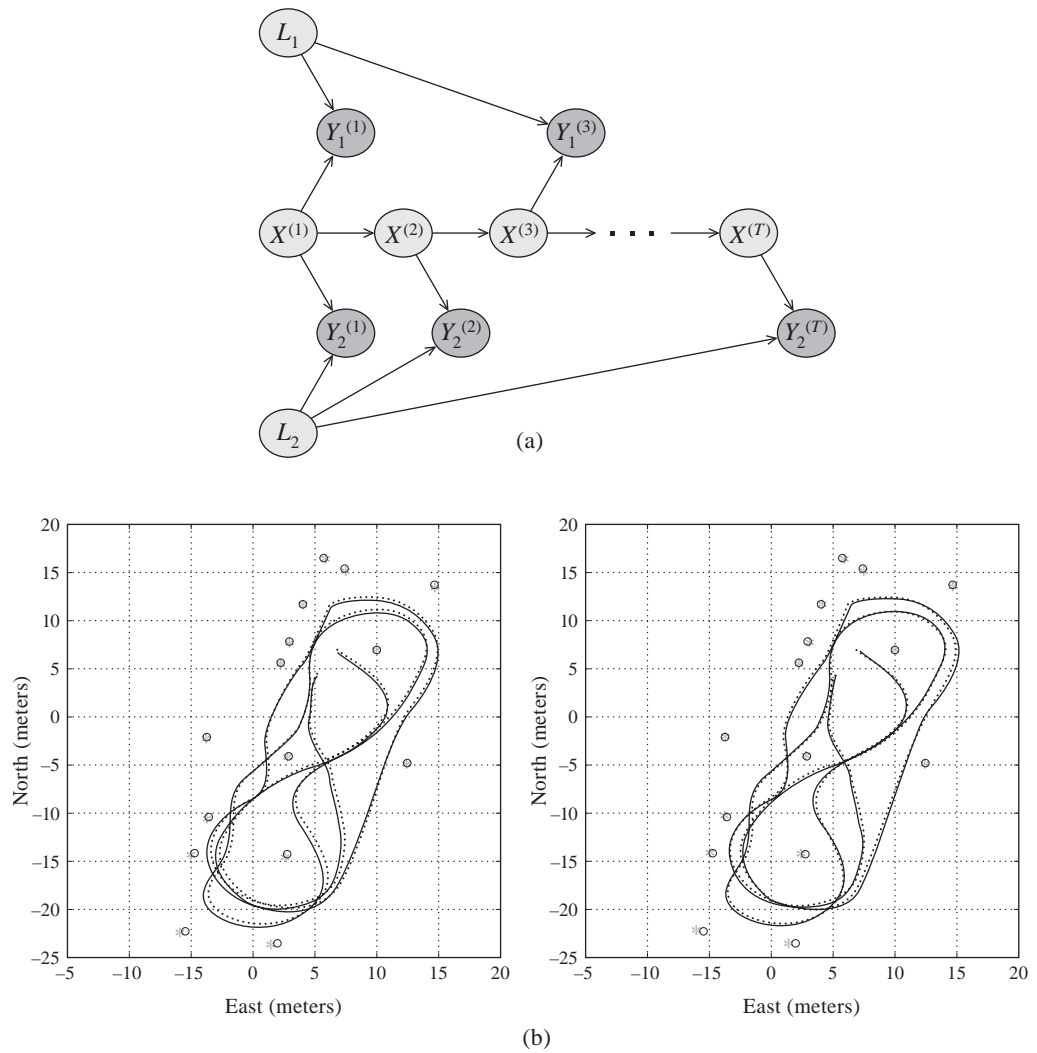 L₁
Y₁⁽¹⁾ Y₁⁽³⁾
X⁽¹⁾ X⁽²⁾ X⁽³⁾ . . . X⁽ᵀ⁾
Y₂⁽¹⁾ Y₂⁽²⁾ Y₂⁽ᵀ⁾
L₂
(a)
20
15
10
5
0
–5
–10
–15
–20
–25
North (meters)
–5 –10 –15 0 5 10 15 20
East (meters)
20
15
10
5
0
–5
–10
–15
–20
–25
North (meters)
–5 –10 –15 0 5 10 15 20
East (meters)
(b)